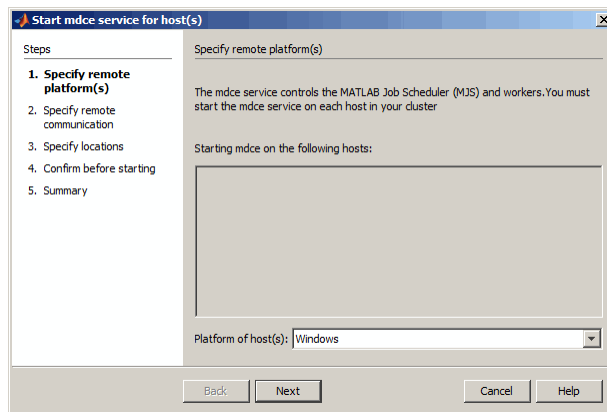 Start mdce service for host(s)
Steps
1. Specify remote
platform(s)
2. Specify remote
communication
3. Specify locations
4. Confirm before starting
5. Summary
Specify remote platform(s)
The mdce service controls the MATLAB Job Scheduler (MJS) and workers.You must
start the mdce service on each host in your cluster
Starting mdce on the following hosts:
Platform of host(s): Windows
Back Next Cancel Help